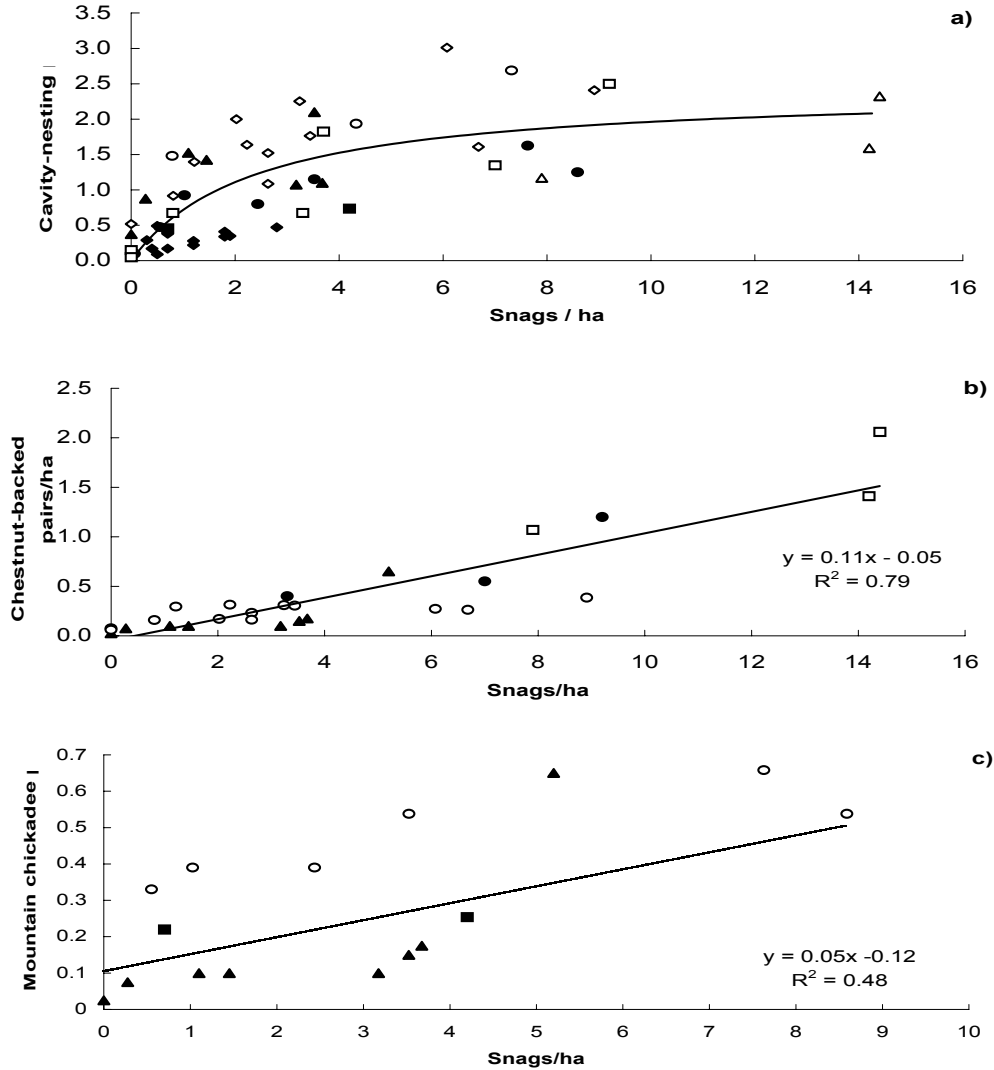 a)
Cavity-nesting
3.5
3.0
2.5
2.0
1.5
1.0
0.5
0.0
0 2 4 6 8 10 12 14 16
Snags / ha
b)
Chestnut-backed
pairs/ha
2.5
2.0
1.5
1.0
0.5
0.0
y = 0.11x - 0.05
R² = 0.79
0 2 4 6 8 10 12 14 16
Snags/ha
c)
Mountain chickadee
0.7
0.6
0.5
0.4
0.3
0.2
0.1
0
y = 0.05x -0.12
R² = 0.48
0 1 2 3 4 5 6 7 8 9 10
Snags/ha